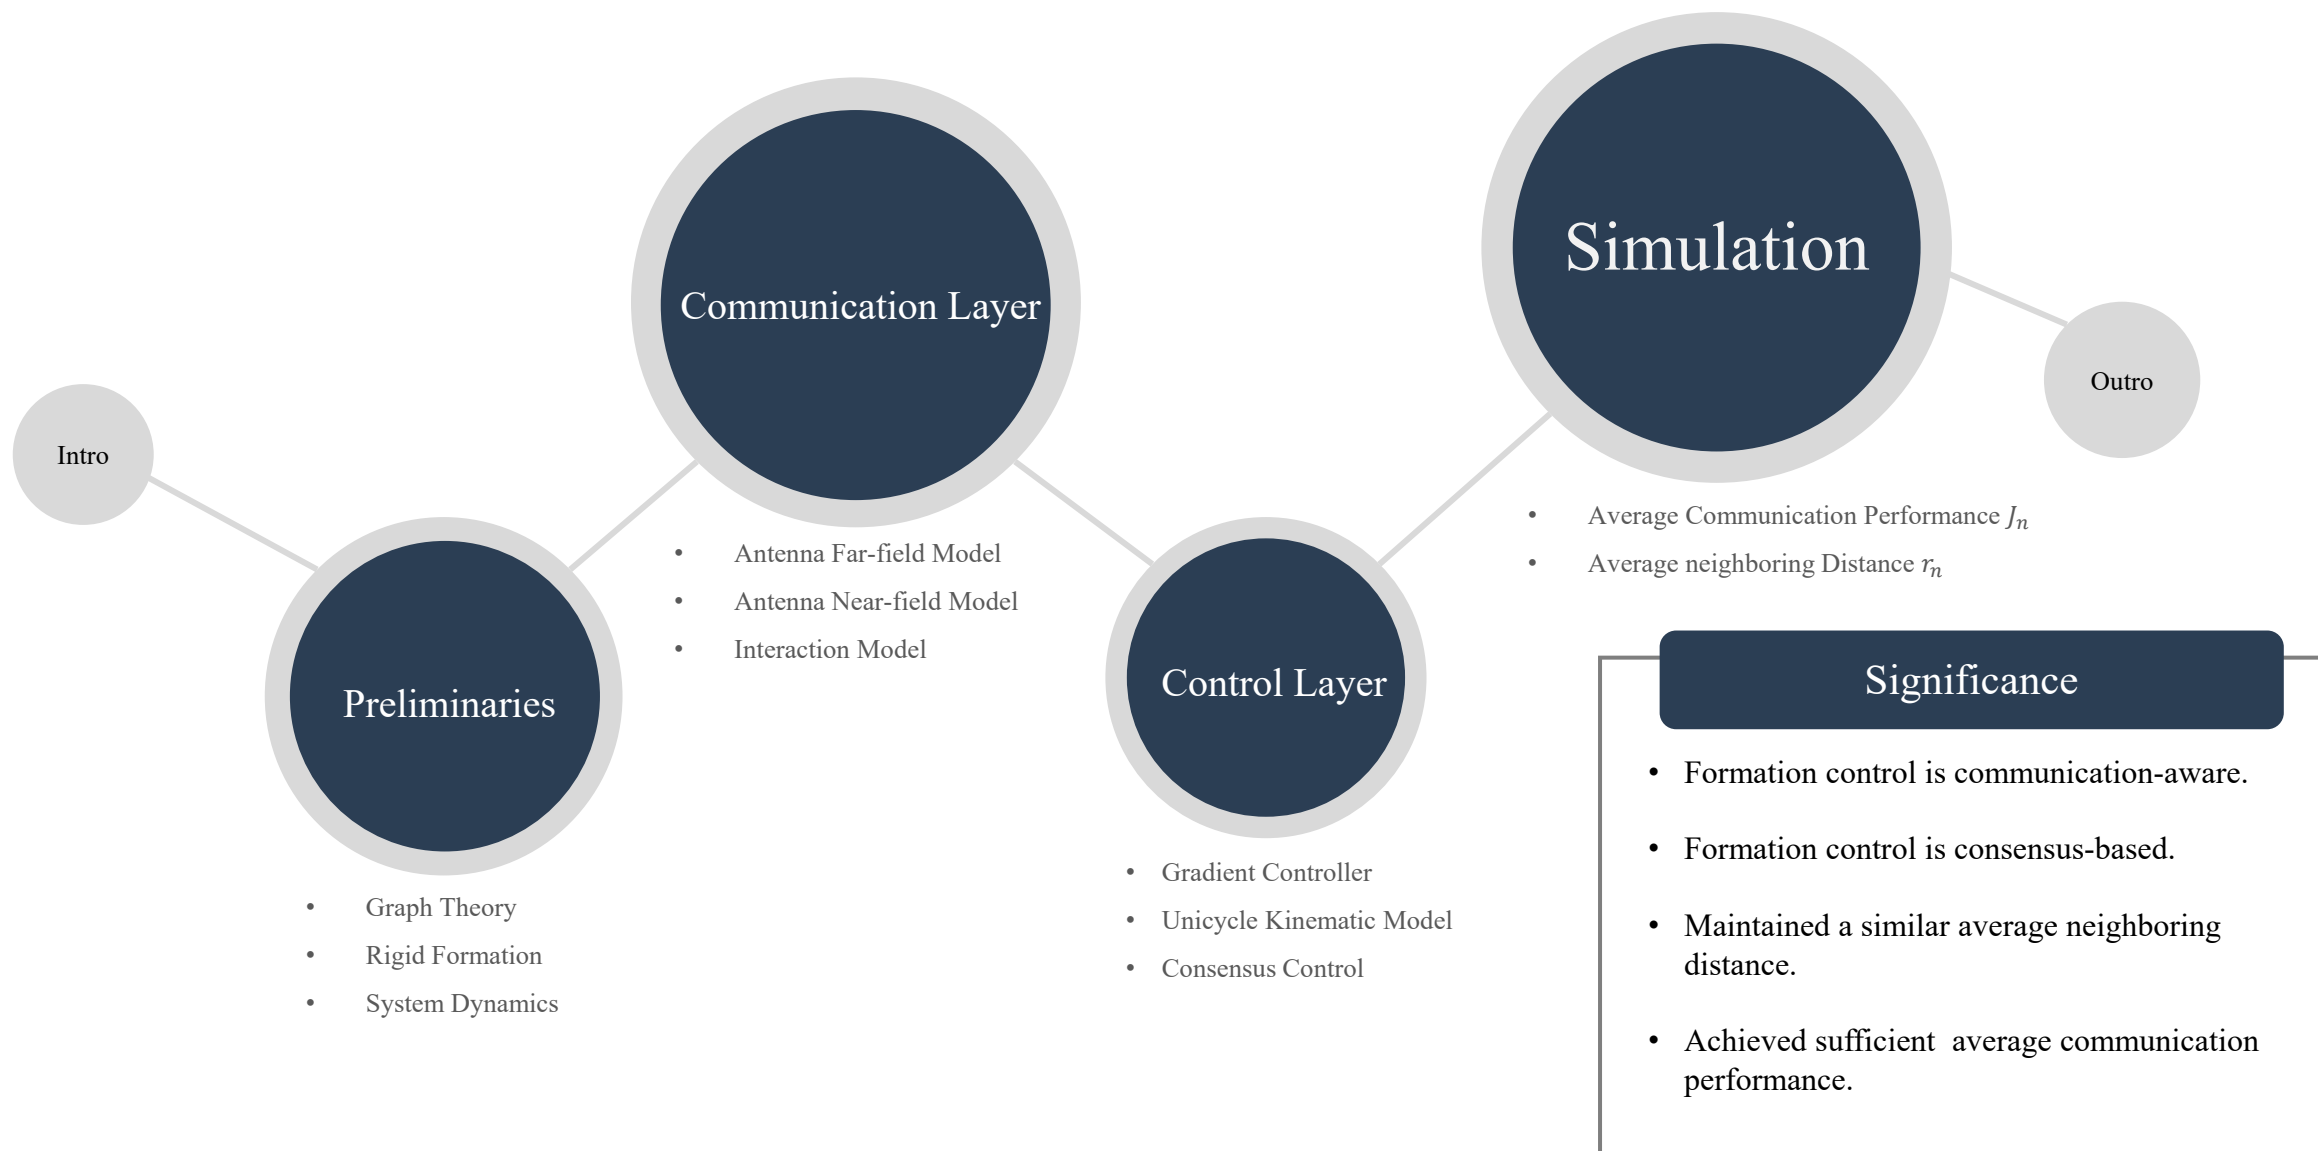 Intro
Preliminaries
• Graph Theory
• Rigid Formation
• System Dynamics
Communication Layer
• Antenna Far-field Model
• Antenna Near-field Model
• Interaction Model
Control Layer
• Gradient Controller
• Unicycle Kinematic Model
• Consensus Control
Simulation
• Average Communication Performance Jₙ
• Average neighboring Distance rₙ
Outro
Significance
• Formation control is communication-aware.
• Formation control is consensus-based.
• Maintained a similar average neighboring
distance.
• Achieved sufficient  average communication
performance.